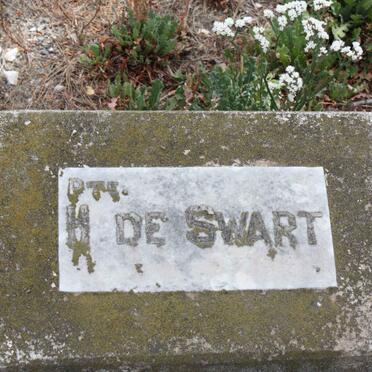 PTE.
H DE SWART